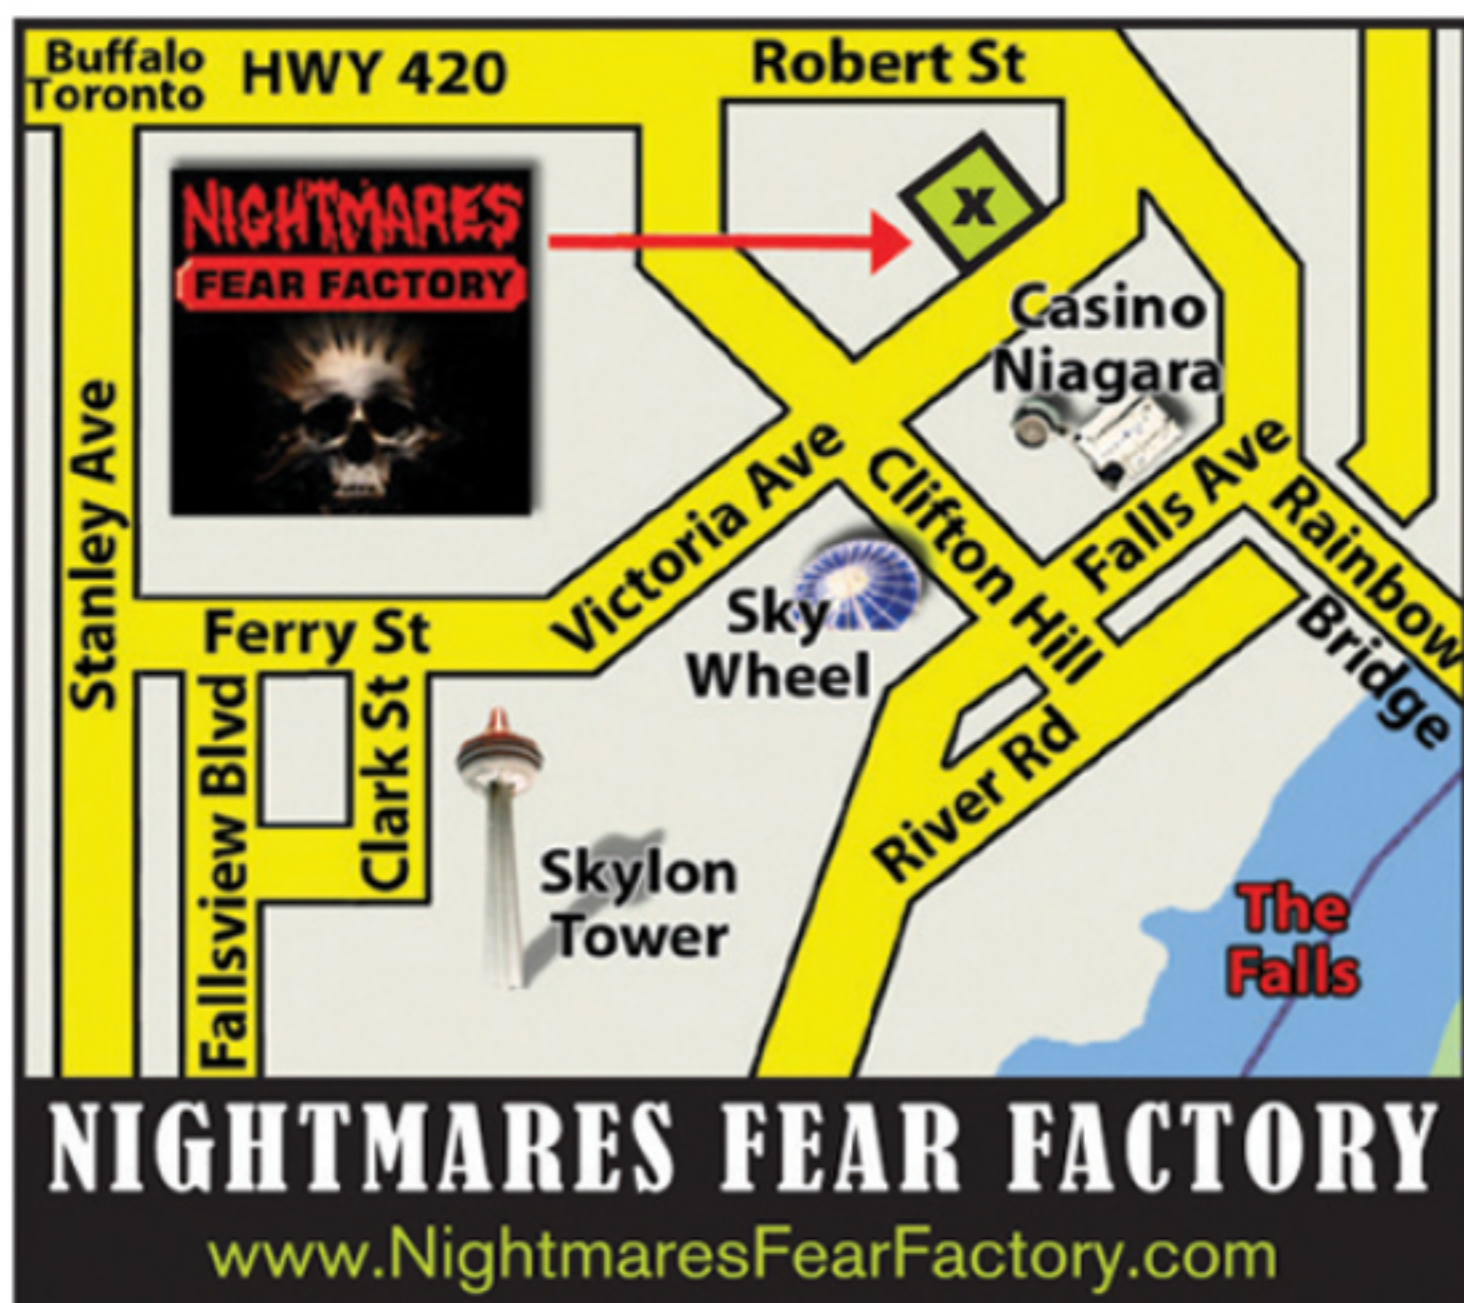 Buffalo
Toronto
HWY 420
Robert St
NIGHTMARES
FEAR FACTORY
x
Casino
Niagara
Stanley Ave
Victoria Ave
Clifton Hill
Falls Ave
Rainbow
Bridge
Ferry St
Sky
Wheel
Fallsview Blvd
Clark St
River Rd
Skylon
Tower
The
Falls
NIGHTMARES FEAR FACTORY
www.NightmaresFearFactory.com